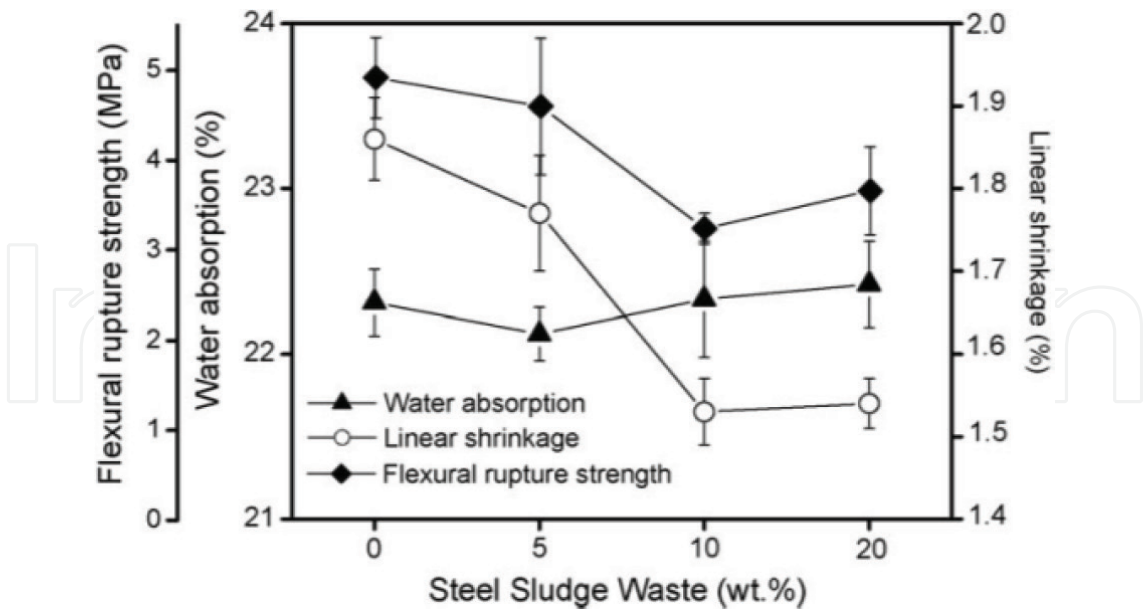 Flexural rupture strength (MPa)
5
4
3
2
1
0
Water absorption (%)
24
23
22
21
2.0
1.9
1.8
1.7
1.6
1.5
1.4
Linear shrinkage (%)
Water absorption
Linear shrinkage
Flexural rupture strength
0 5 10 20
Steel Sludge Waste (wt.%)